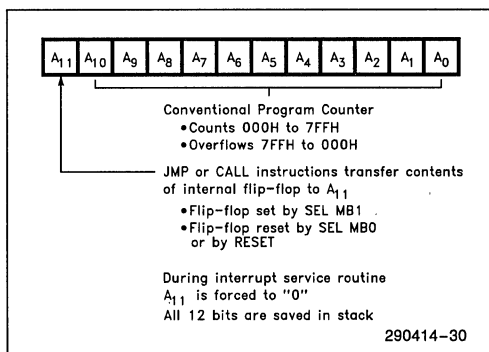 A11 A10 A9 A8 A7 A6 A5 A4 A3 A2 A1 A0
Conventional Program Counter
• Counts 000H to 7FFH
• Overflows 7FFH to 000H
JMP or CALL instructions transfer contents
of internal flip-flop to A11
• Flip-flop set by SEL MB1
• Flip-flop reset by SEL MB0
or by RESET
During interrupt service routine
A11 is forced to "0"
All 12 bits are saved in stack
290414-30